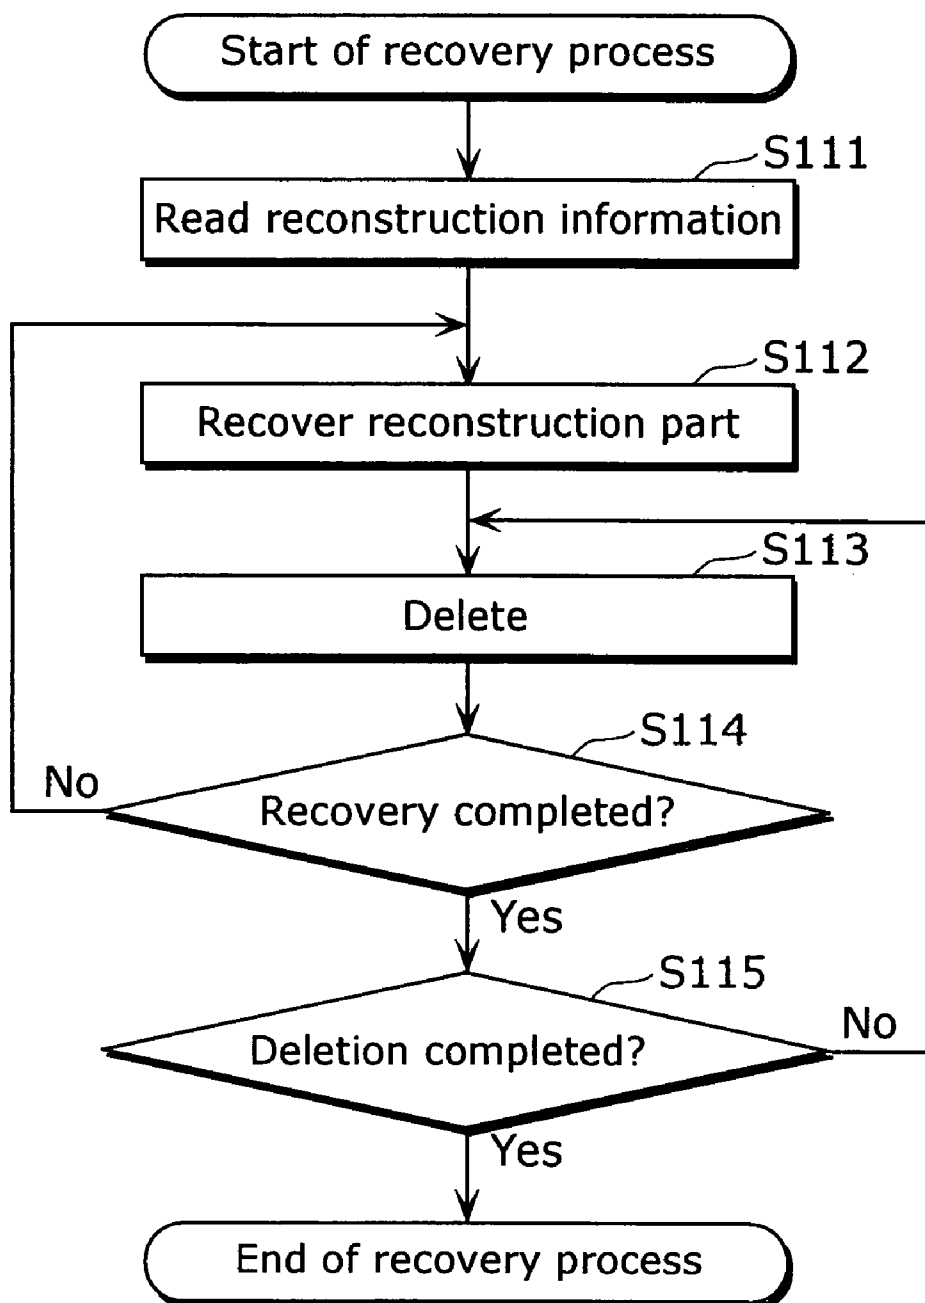 Start of recovery process
S111
Read reconstruction information
S112
Recover reconstruction part
S113
Delete
S114
No
Recovery completed?
Yes
S115
No
Deletion completed?
Yes
End of recovery process